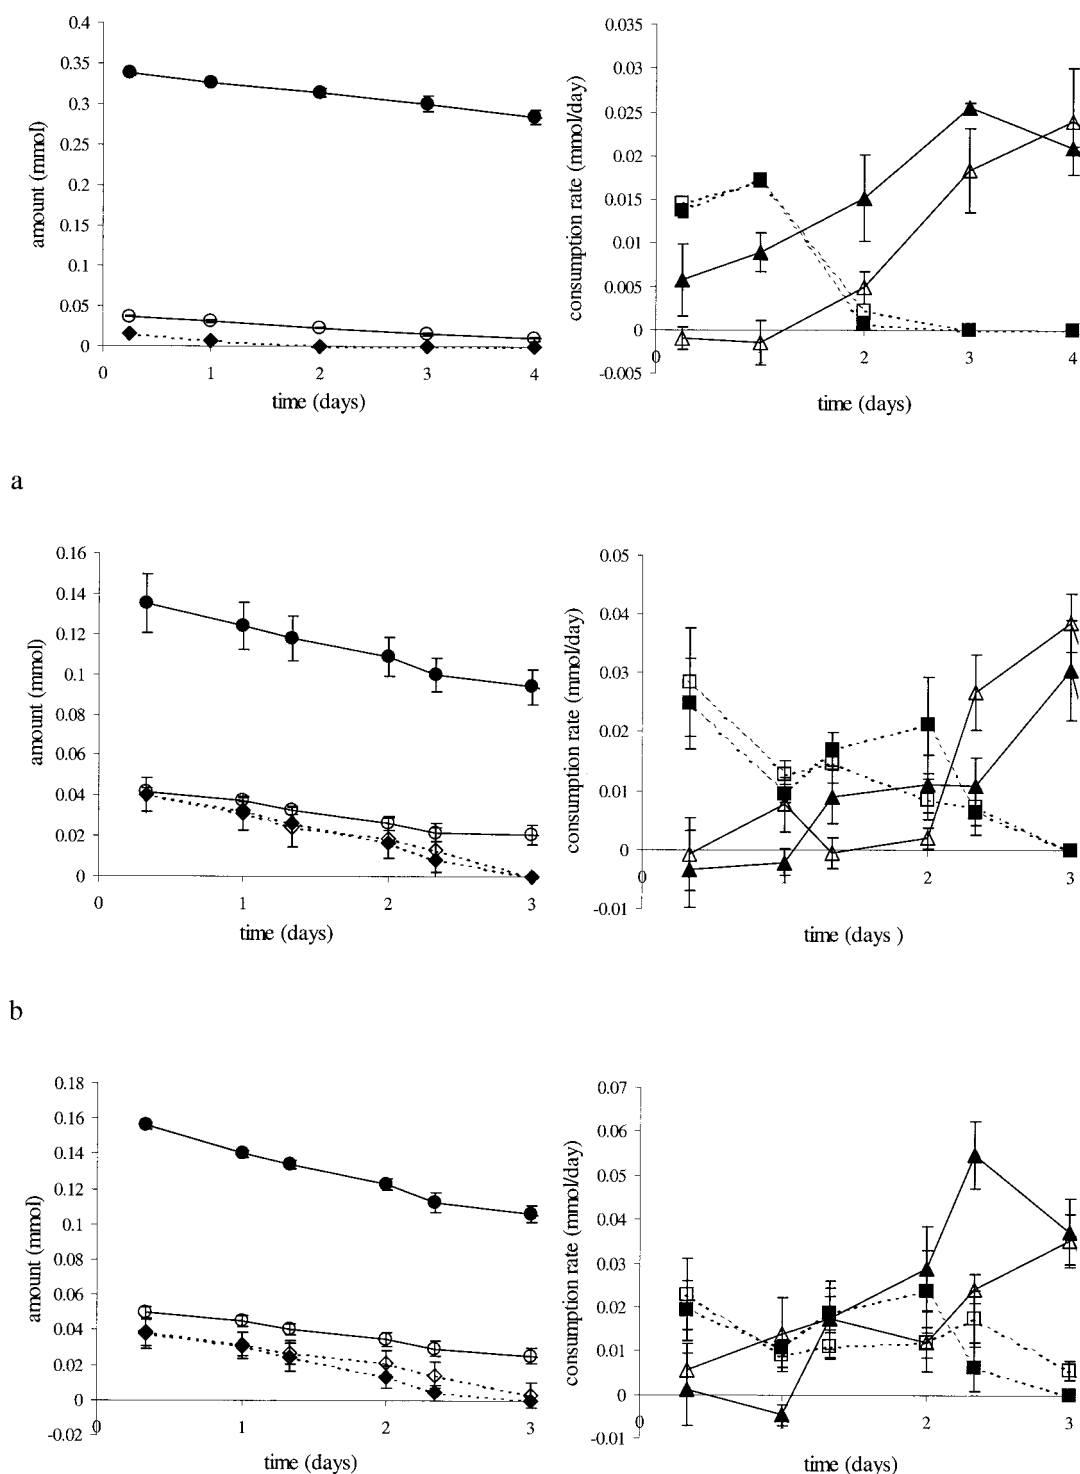 0.4
0.35
0.3
0.25
0.2
0.15
0.1
0.05
0
amount (mmol)
0 1 2 3 4
time (days)
0.035
0.03
0.025
0.02
0.015
0.01
0.005
0
-0.005
consumption rate (mmol/day)
0 2 3 4
time (days)
a
0.16
0.14
0.12
0.1
0.08
0.06
0.04
0.02
0
amount (mmol)
0 1 2 3
time (days)
0.05
0.04
0.03
0.02
0.01
0
-0.01
consumption rate (mmol/day)
0 2 3
time (days )
b
0.18
0.16
0.14
0.12
0.1
0.08
0.06
0.04
0.02
0
-0.02
amount (mmol)
0 1 2 3
time (days)
0.07
0.06
0.05
0.04
0.03
0.02
0.01
0
-0.01
consumption rate (mmol/day)
0 2 3
time (days)